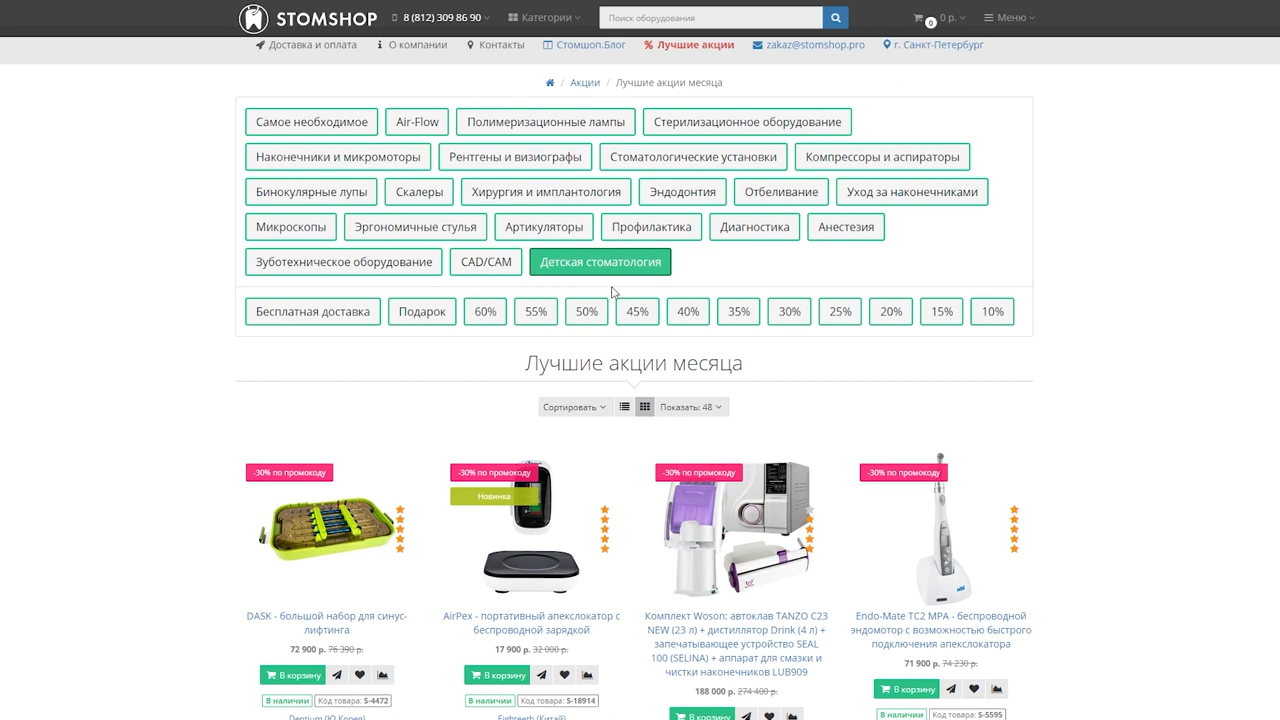 STOMSHOP 8 (812) 309 86 90 Категории Поиск оборудования 0 0 р. Меню
Доставка и оплата О компании Контакты Стомшоп.Блог Лучшие акции zakaz@stomshop.pro г. Санкт-Петербург
/ Акции / Лучшие акции месяца
Самое необходимое Air-Flow Полимеризационные лампы Стерилизационное оборудование
Наконечники и микромоторы Рентгены и визиографы Стоматологические установки Компрессоры и аспираторы
Бинокулярные лупы Скалеры Хирургия и имплантология Эндодонтия Отбеливание Уход за наконечниками
Микроскопы Эргономичные стулья Артикуляторы Профилактика Диагностика Анестезия
Зуботехническое оборудование CAD/CAM Детская стоматология
Бесплатная доставка Подарок 60% 55% 50% 45% 40% 35% 30% 25% 20% 15% 10%
Лучшие акции месяца
Сортировать Показать: 48
-30% по промокоду
DASK - большой набор для синус-
лифтинга
72 900 р. 76 390 р.
В корзину
В наличии Код товара: S-4472
Dentium (Ю.Корея)
-30% по промокоду
Новинка
AirPex - портативный апекслокатор с
беспроводной зарядкой
17 900 р. 32 000 р.
В корзину
В наличии Код товара: S-18914
Eighteeth (Китай)
-30% по промокоду
Комплект Woson: автоклав TANZO C23
NEW (23 л) + дистиллятор Drink (4 л) +
запечатывающее устройство SEAL
100 (SELINA) + аппарат для смазки и
чистки наконечников LUB909
188 000 р. 274 400 р.
В корзину
-30% по промокоду
NSK
Endo-Mate TC2 MPA - беспроводной
эндомотор с возможностью быстрого
подключения апекслокатора
71 900 р. 74 230 р.
В корзину
В наличии Код товара: S-5595